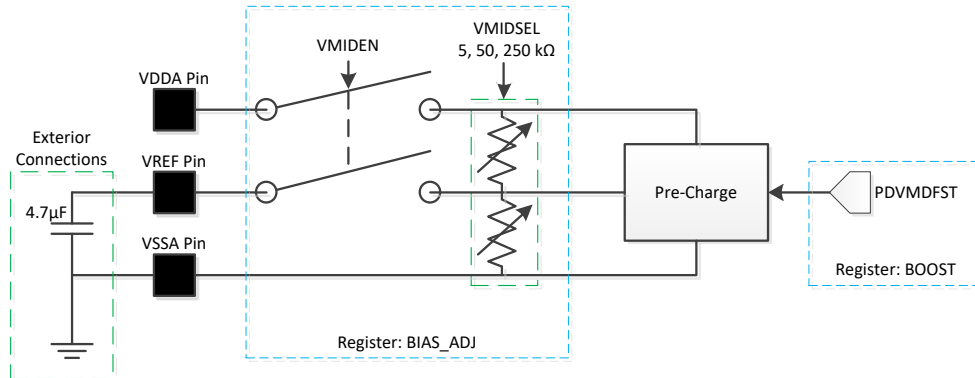 VMIDSEL
5, 50, 250 kΩ
VMIDEN
VDDA Pin
Exterior
Connections
VREF Pin
4.7µF
Pre-Charge
PDVMDFST
VSSA Pin
Register: BOOST
Register: BIAS_ADJ